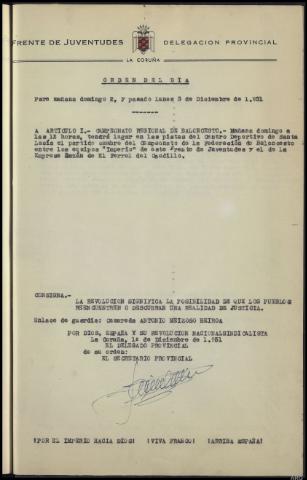 FRENTE DE JUVENTUDES DELEGACION PROVINCIAL
LA CORUÑA
ORDEN DEL DIA
Para mañana domingo 2, y pasado lunes 3 de Diciembre de 1.951
A ARTICULO I.- CAMPEONATO REGIONAL DE BALONCESTO.- Mañana domingo a
las 12 horas, tendrá lugar en las pistas del Centro Deportivo de Santa
el partido del Campeonato de la Federación de Baloncesto
entre los equipos "Imperio" de este Frente de Juventudes y el de la
Empresa Bazán de El Ferrol del Caudillo.
CONSIGNA.-
LA REVOLUCION SIGNIFICA LA POSIBILIDAD DE QUE LOS PUEBLOS
REENCUENTREN O DESCUBRAN UNA REALIDAD DE JUSTICIA.
Enlace de guardia: camarada ANTONIO MEIZOSO
POR DIOS, ESPAÑA Y SU REVOLUCION NACIONALSINDICALISTA
La Coruña, 1º de Diciembre de 1.951
EL DELEGADO PROVINCIAL
de su orden:
EL SECRETARIO PROVINCIAL
¡POR EL IMPERIO HACIA DIOS! ¡VIVA FRANCO! ¡ARRIBA ESPAÑA!